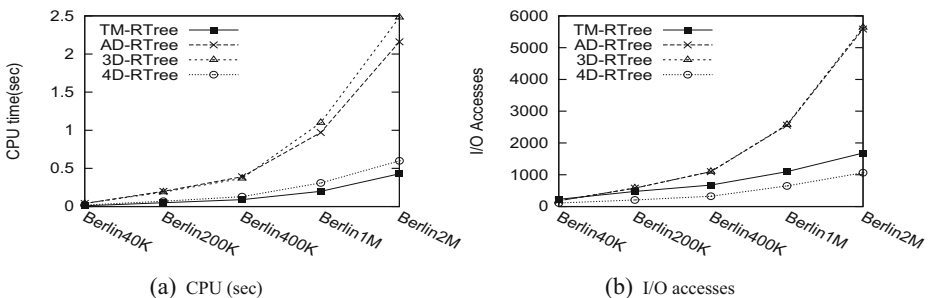 TM-RTree
AD-RTree
3D-RTree
4D-RTree
CPU time(sec)
2.5
2
1.5
1
0.5
0
Berlin40K
Berlin200K
Berlin400K
Berlin1M
Berlin2M
(a) CPU (sec)
TM-RTree
AD-RTree
3D-RTree
4D-RTree
I/O Accesses
6000
5000
4000
3000
2000
1000
0
Berlin40K
Berlin200K
Berlin400K
Berlin1M
Berlin2M
(b) I/O accesses